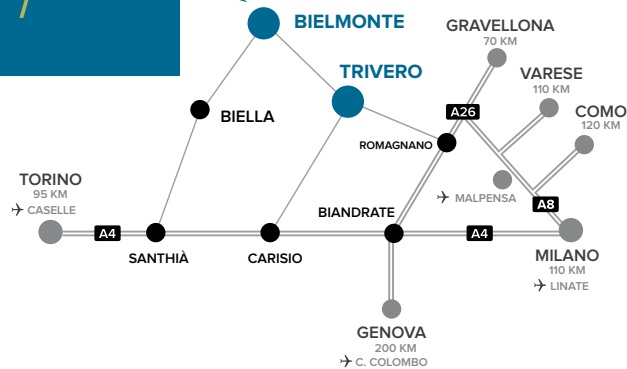 BIELMONTE
GRAVELLONA
70 KM
TRIVERO
VARESE
110 KM
A26
COMO
120 KM
BIELLA
ROMAGNANO
TORINO
95 KM
CASELLE
MALPENSA
A8
BIANDRATE
A4
A4
SANTHIÀ
CARISIO
MILANO
110 KM
LINATE
GENOVA
200 KM
C. COLOMBO